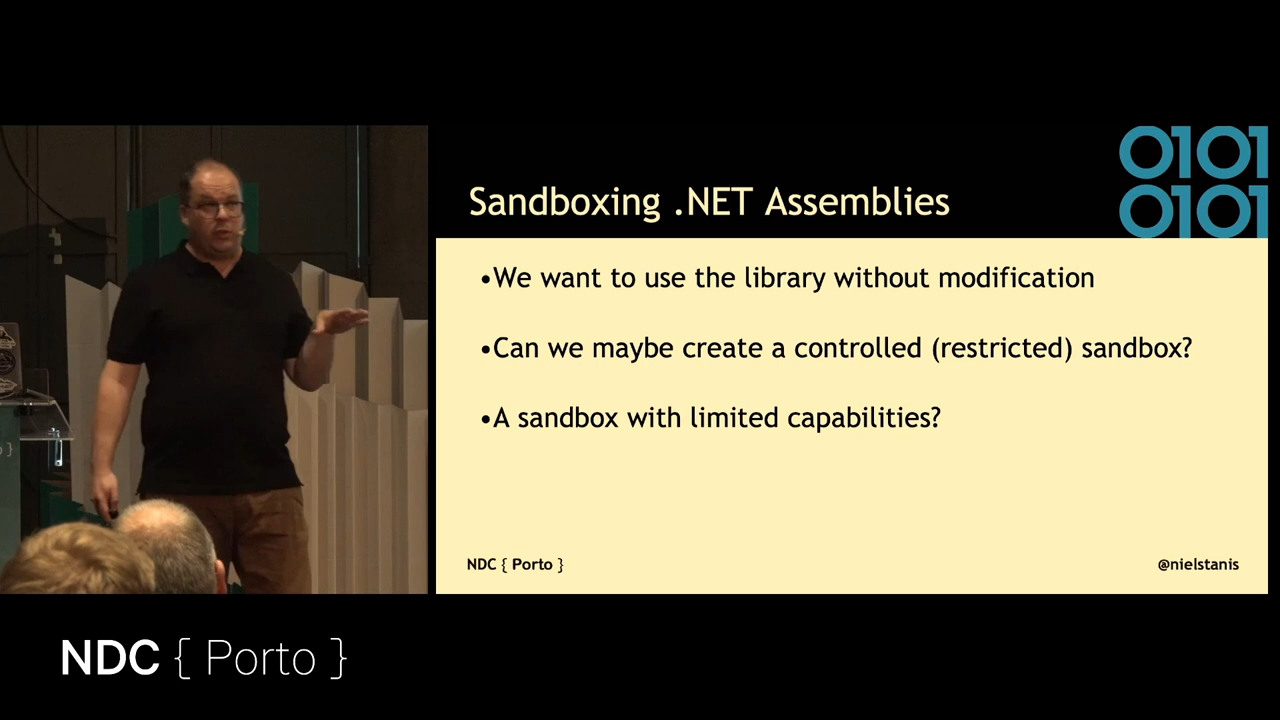 0101
0101
Sandboxing .NET Assemblies
•We want to use the library without modification
•Can we maybe create a controlled (restricted) sandbox?
•A sandbox with limited capabilities?
NDC { Porto }
@nielstanis
NDC { Porto }